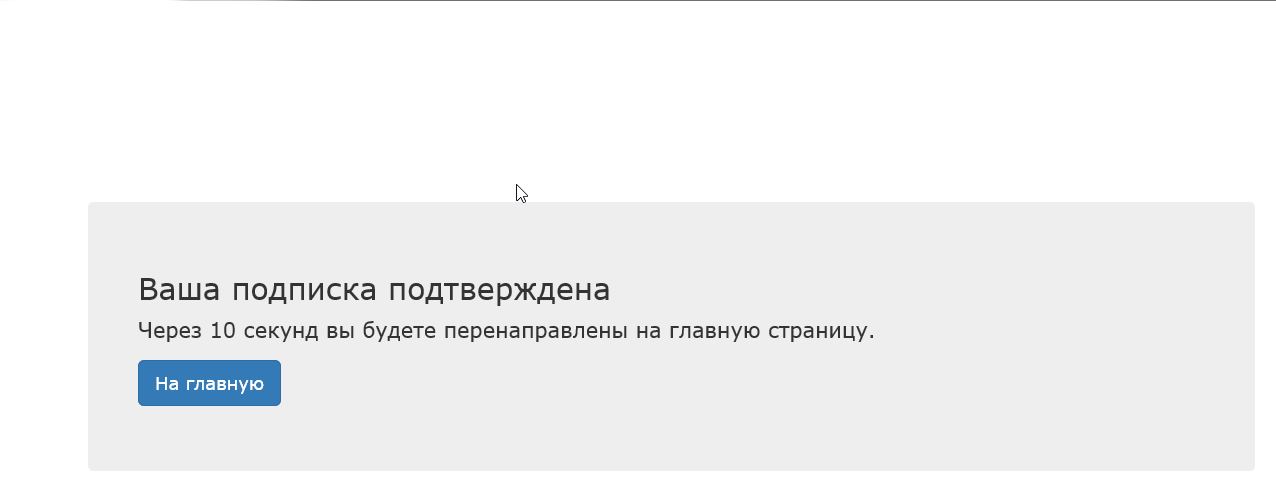 Ваша подписка подтверждена
Через 10 секунд вы будете перенаправлены на главную страницу.
На главную